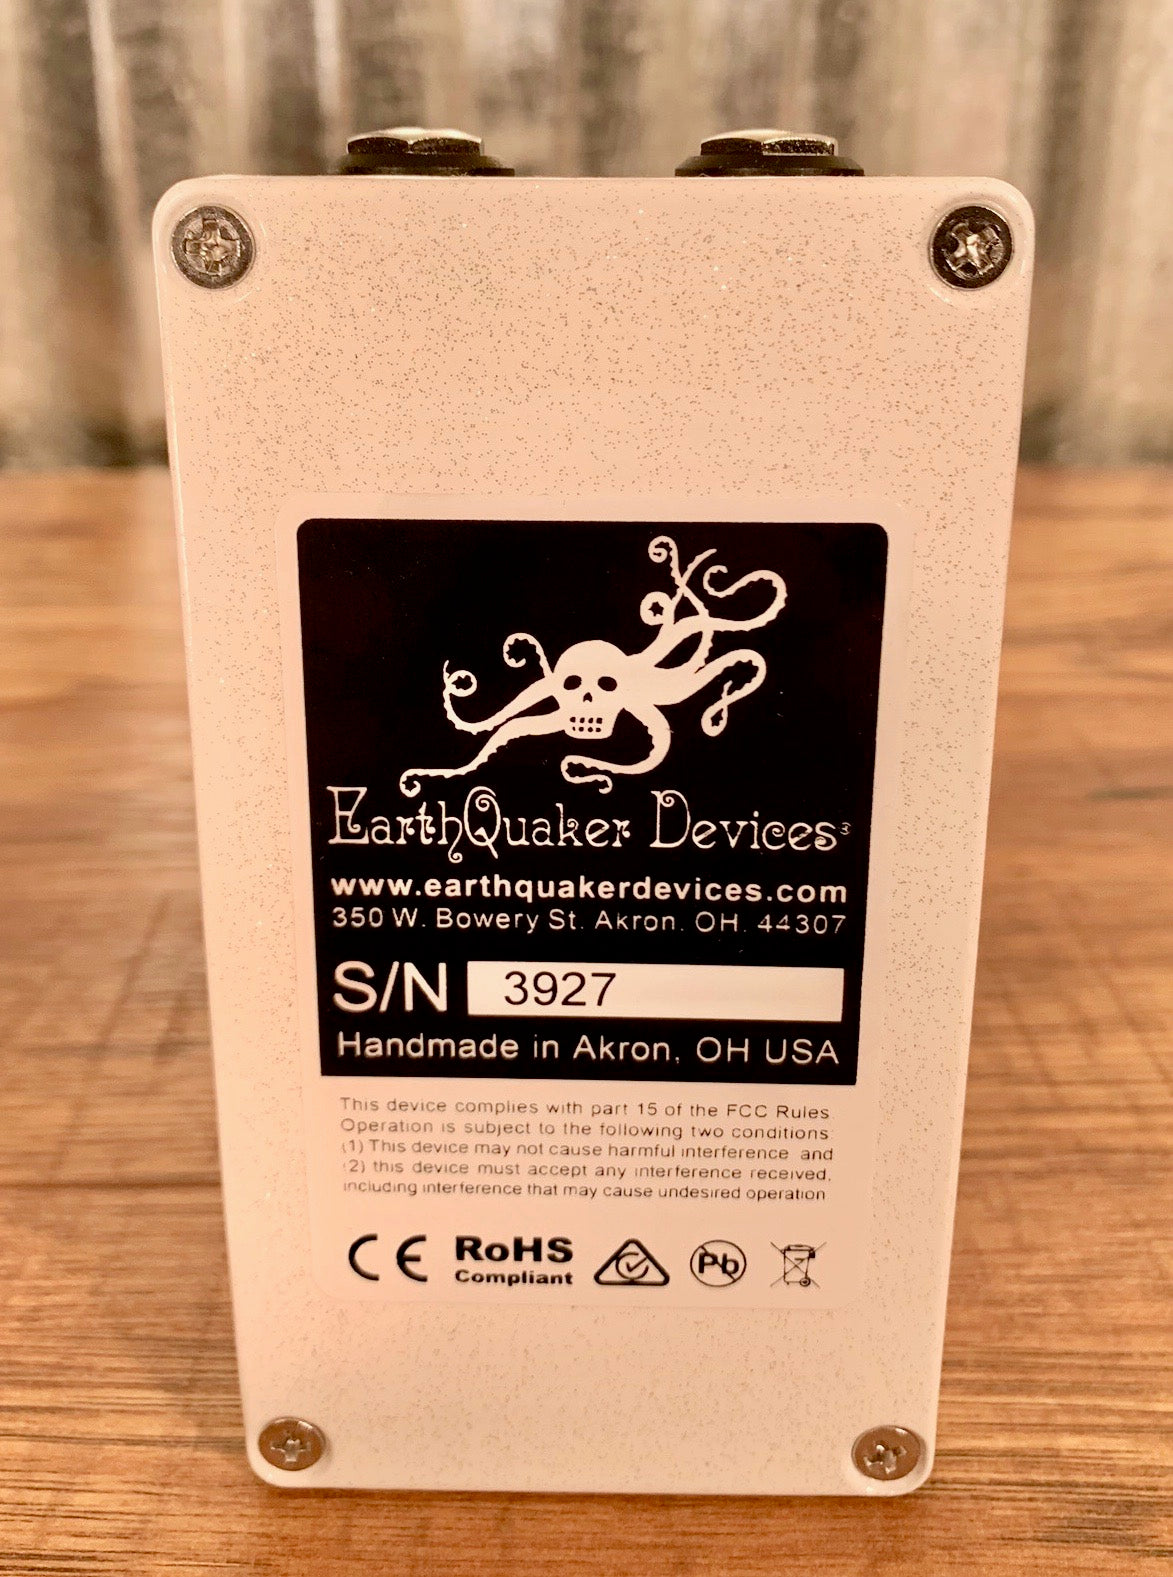 EarthQuaker Devices
www.earthquakerdevices.com
350 W. Bowery St. Akron. OH. 44307
S/N 3927
Handmade in Akron, OH USA
This device complies with part 15 of the FCC Rules.
Operation is subject to the following two conditions:
(1) This device may not cause harmful interference and
(2) this device must accept any interference received,
including interference that may cause undesired operation
CE RoHS Pb
Compliant